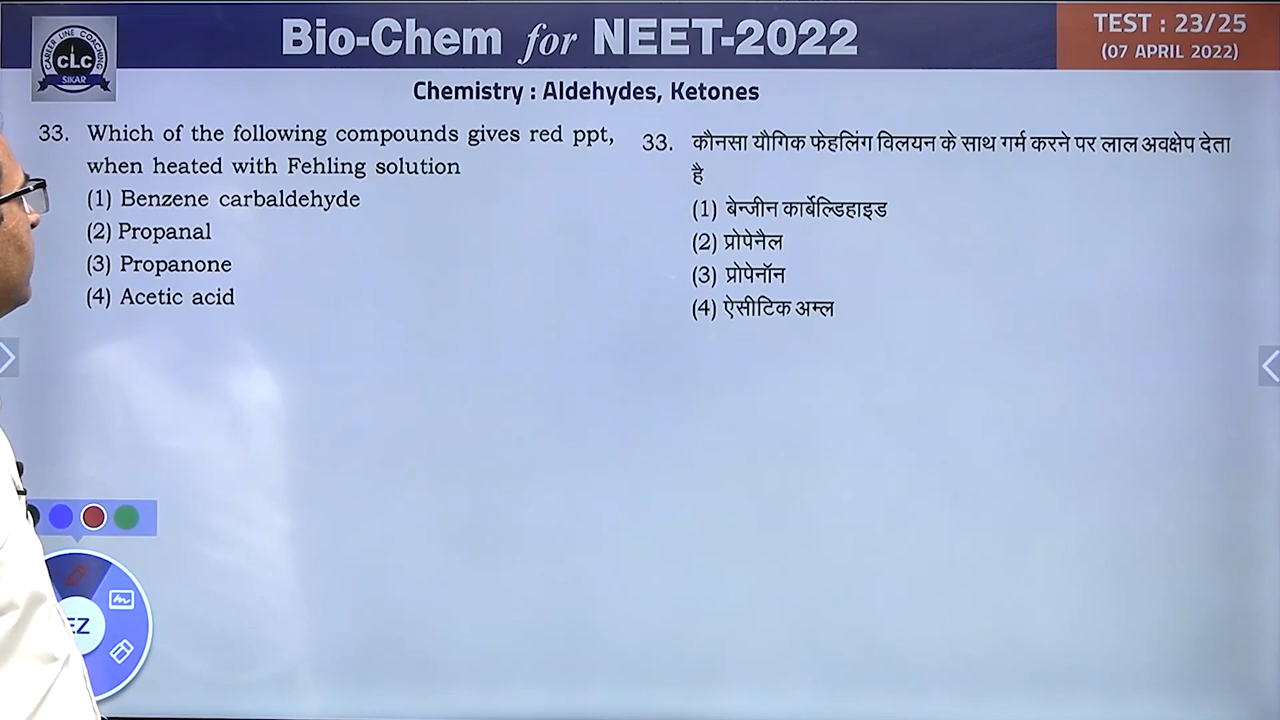 Bio-Chem for NEET-2022
TEST : 23/25
(07 APRIL 2022)
CAREER LINE COACHING
CLC
SIKAR
Chemistry : Aldehydes, Ketones
33. Which of the following compounds gives red ppt,
when heated with Fehling solution
(1) Benzene carbaldehyde
(2) Propanal
(3) Propanone
(4) Acetic acid
33. कौनसा यौगिक फेहलिंग विलयन के साथ गर्म करने पर लाल अवक्षेप देता
है
(1) बेन्जीन कार्बेल्डिहाइड
(2) प्रोपेनैल
(3) प्रोपेनॉन
(4) ऐसीटिक अम्ल
EZ